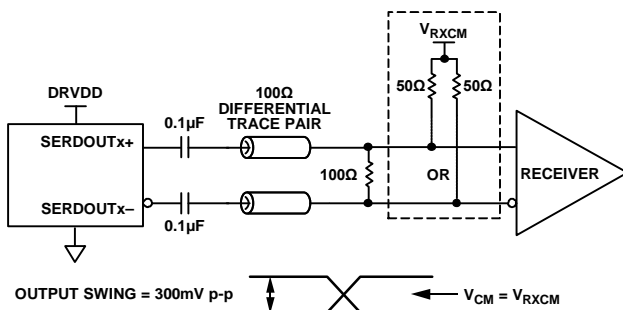 V_RXCM
DRVDD
100Ω
DIFFERENTIAL
TRACE PAIR
50Ω
50Ω
0.1µF
SERDOUTx+
100Ω
OR
RECEIVER
SERDOUTx–
0.1µF
OUTPUT SWING = 300mV p-p
V_CM = V_RXCM